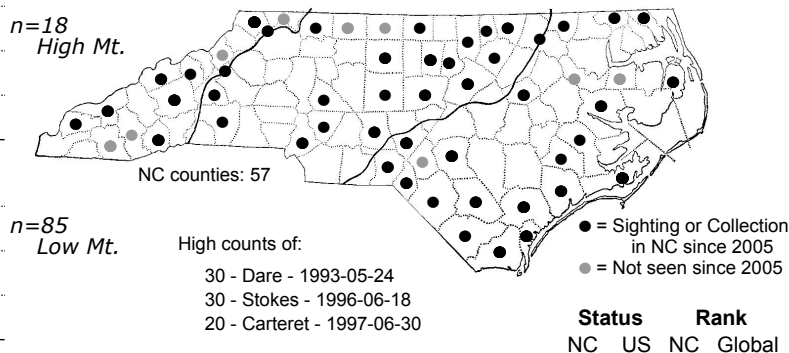 n=18
High Mt.
NC counties: 57
n=85
Low Mt.
High counts of:
30 - Dare - 1993-05-24
30 - Stokes - 1996-06-18
20 - Carteret - 1997-06-30
= Sighting or Collection
in NC since 2005
= Not seen since 2005
Status Rank
NC US NC Global